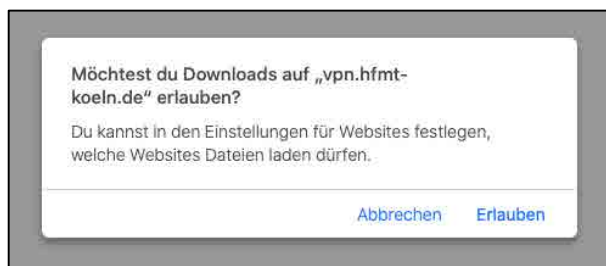 Möchtest du Downloads auf „vpn.hfmt-
koeln.de“ erlauben?
Du kannst in den Einstellungen für Websites festlegen,
welche Websites Dateien laden dürfen.
Abbrechen Erlauben